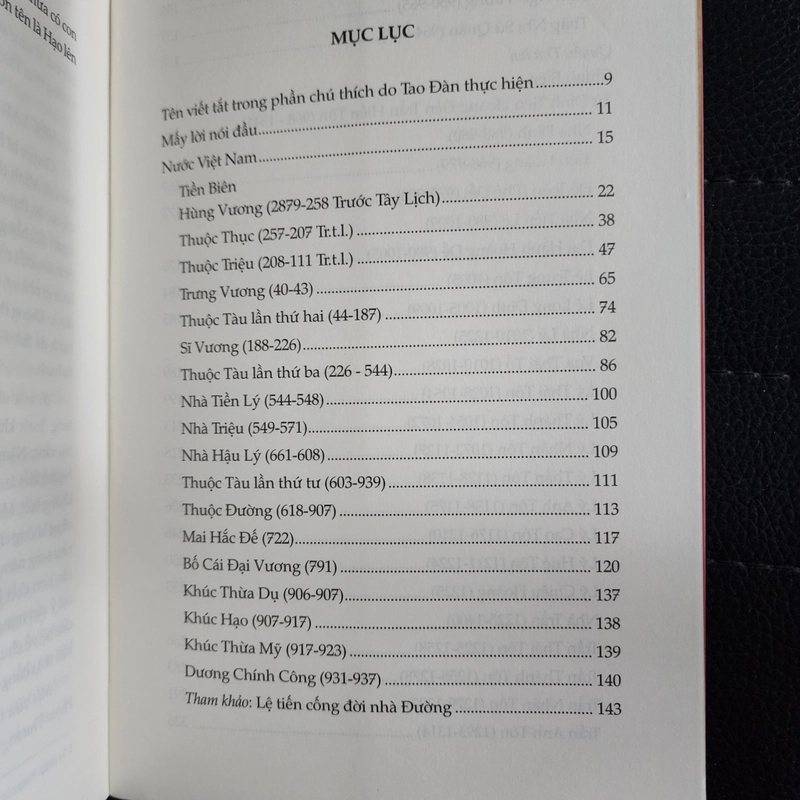 ưa có con
n tên là Hạo lên
MỤC LỤC
Tên viết tắt trong phần chú thích do Tao Đàn thực hiện 9
Mấy lời nói đầu 11
Nước Việt Nam 15
Tiền Biên
Hùng Vương (2879-258 Trước Tây Lịch) 22
Thuộc Thục (257-207 Tr.t.l.) 38
Thuộc Triệu (208-111 Tr.t.l.) 47
Trưng Vương (40-43) 65
Thuộc Tàu lần thứ hai (44-187) 74
Sĩ Vương (188-226) 82
Thuộc Tàu lần thứ ba (226 - 544) 86
Nhà Tiền Lý (544-548) 100
Nhà Triệu (549-571) 105
Nhà Hậu Lý (661-608) 109
Thuộc Tàu lần thứ tư (603-939) 111
Thuộc Đường (618-907) 113
Mai Hắc Đế (722) 117
Bố Cái Đại Vương (791) 120
Khúc Thừa Dụ (906-907) 137
Khúc Hạo (907-917) 138
Khúc Thừa Mỹ (917-923) 139
Dương Chính Công (931-937) 140
Tham khảo: Lệ tiến cống đời nhà Đường 143